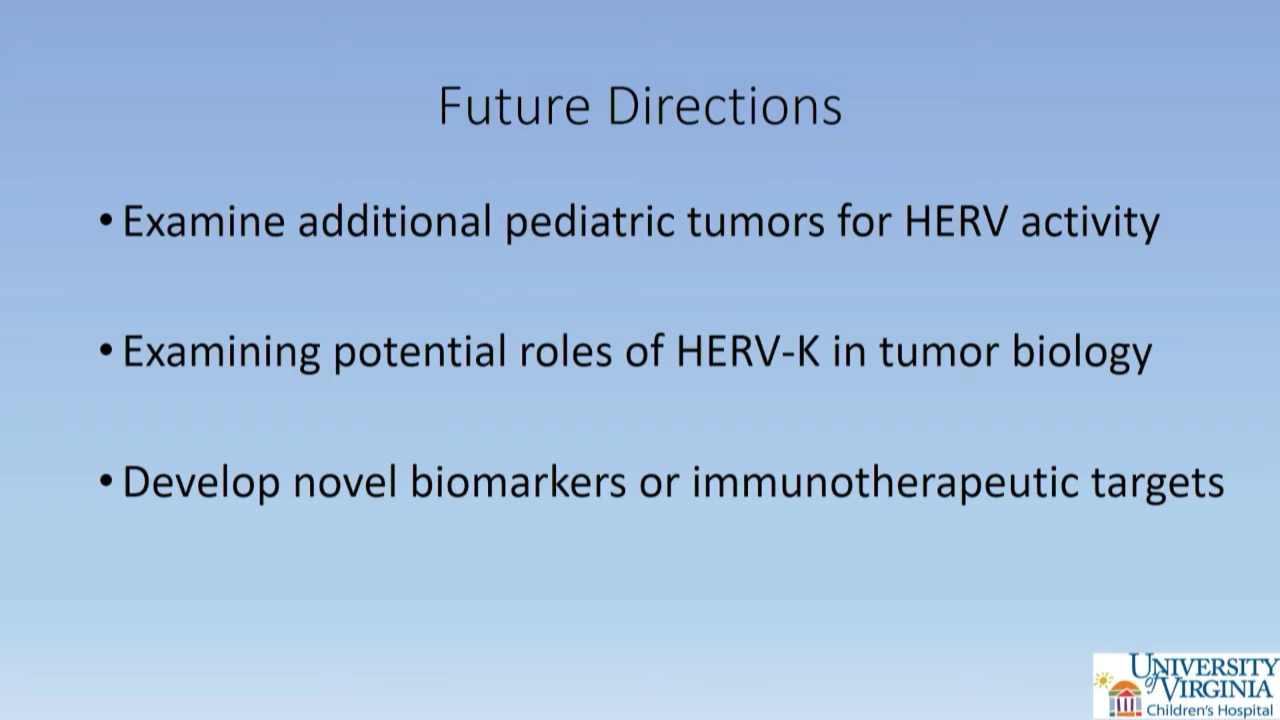 Future Directions
• Examine additional pediatric tumors for HERV activity
• Examining potential roles of HERV-K in tumor biology
• Develop novel biomarkers or immunotherapeutic targets
UNIVERSITY
of VIRGINIA
Children's Hospital